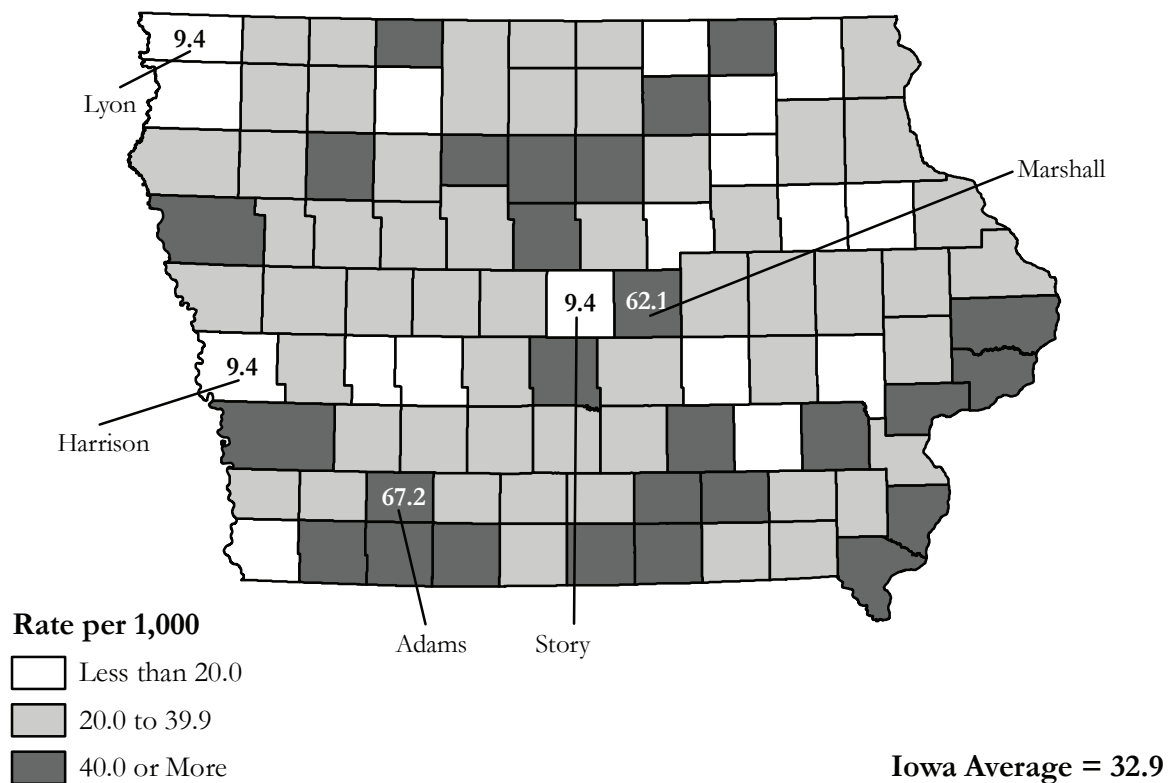 9.4
Lyon
Marshall
9.4
62.1
9.4
Harrison
67.2
Adams
Story
Rate per 1,000
Less than 20.0
20.0 to 39.9
40.0 or More
Iowa Average = 32.9